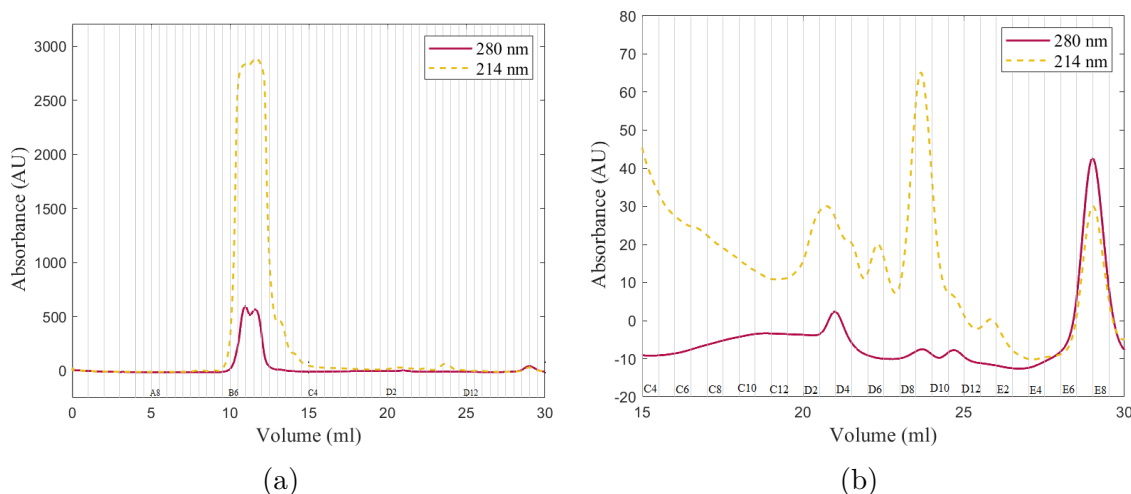 3000
2500
2000
1500
1000
500
0
Absorbance (AU)
280 nm
214 nm
A8 B6 C4 D2 D12
0 5 10 15 20 25 30
Volume (ml)
(a)
80
70
60
50
40
30
20
10
0
-10
-20
Absorbance (AU)
280 nm
214 nm
C4 C6 C8 C10 C12 D2 D4 D6 D8 D10 D12 E2 E4 E6 E8
15 20 25 30
Volume (ml)
(b)